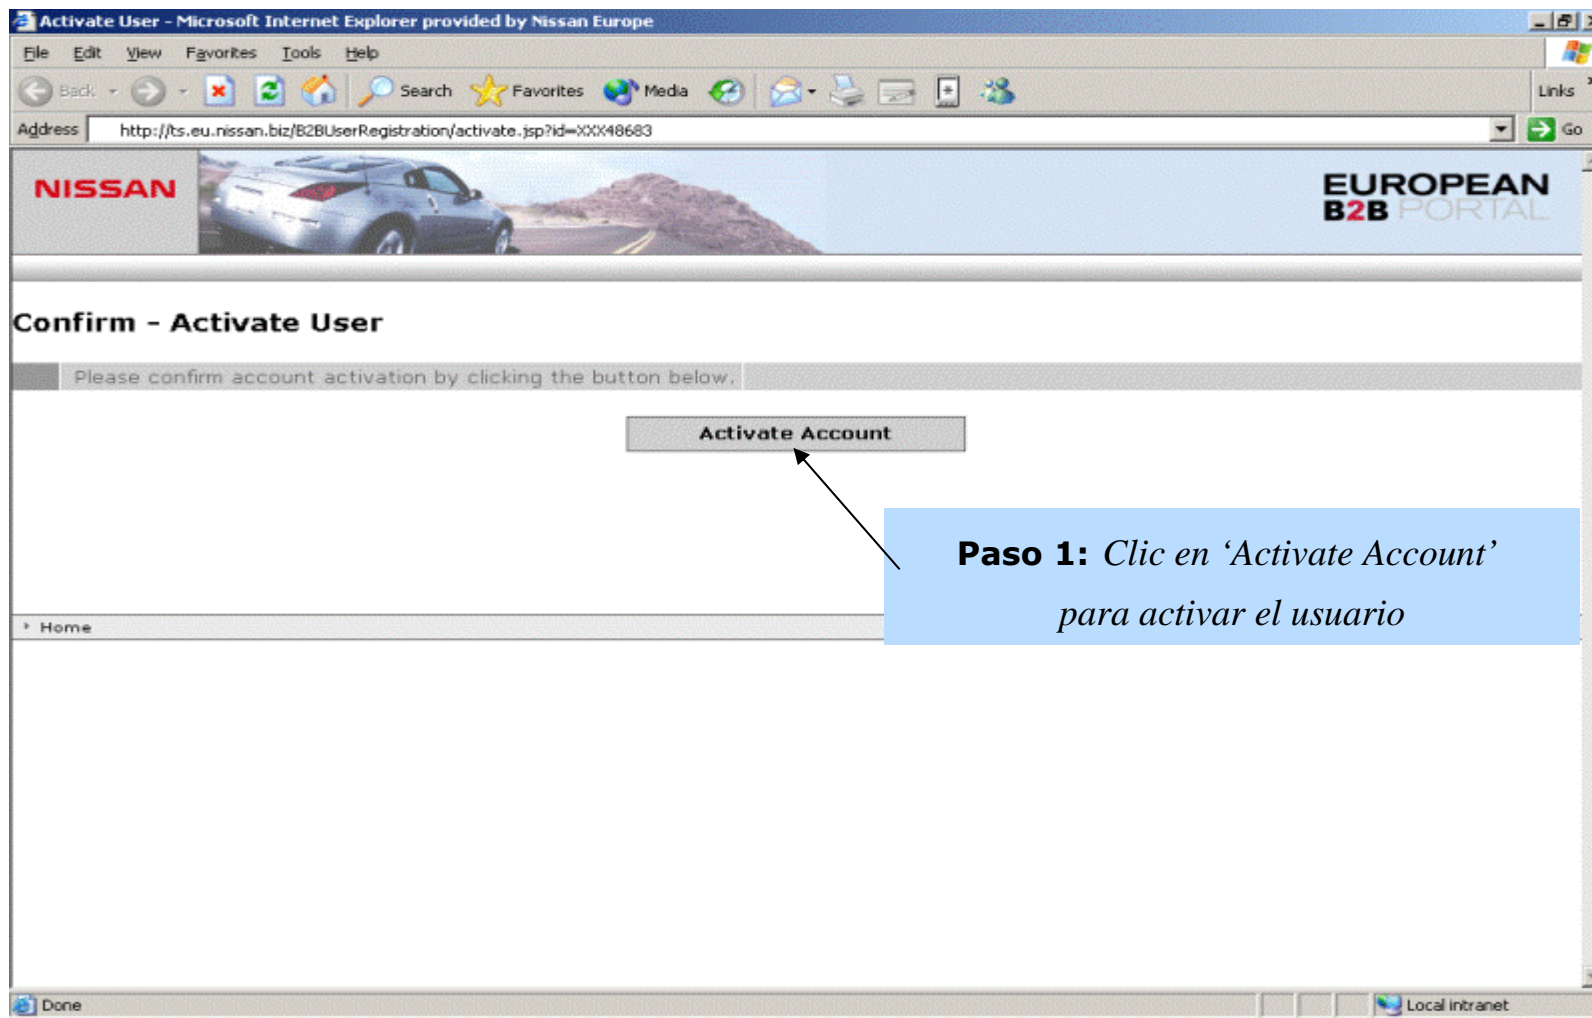 Activate User - Microsoft Internet Explorer provided by Nissan Europe
File Edit View Favorites Tools Help
Back Search Favorites Media Links
Address http://ts.eu.nissan.biz/B2BUserRegistration/activate.jsp?id=XXX48683 Go
NISSAN
EUROPEAN
B2B PORTAL
Confirm - Activate User
Please confirm account activation by clicking the button below.
Activate Account
Paso 1: Clic en ‘Activate Account’
para activar el usuario
Home
Done Local intranet